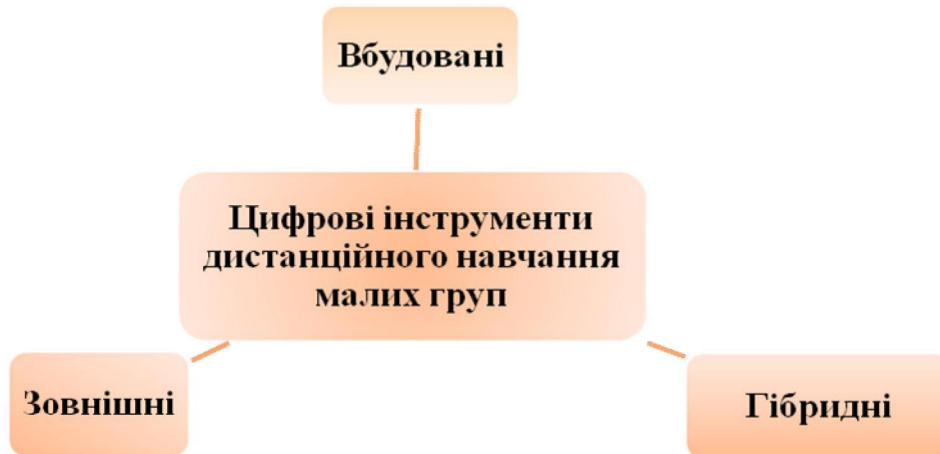 Вбудовані
Цифрові інструменти
дистанційного навчання
малих груп
Зовнішні
Гібридні